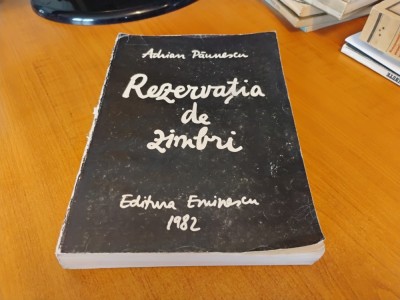 Adrian Păunescu
Rezervația
de
zimbri
Editura Eminescu
1982